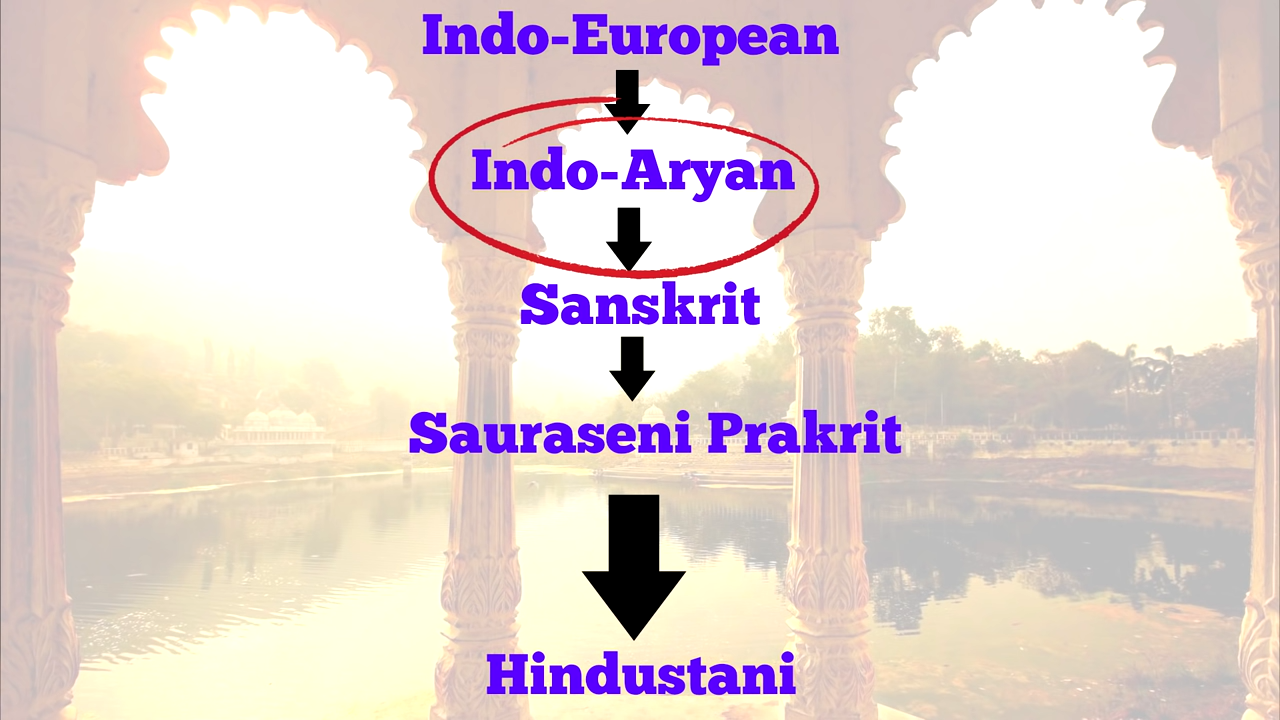 Indo-European
Indo-Aryan
Sanskrit
Sauraseni Prakrit
Hindustani